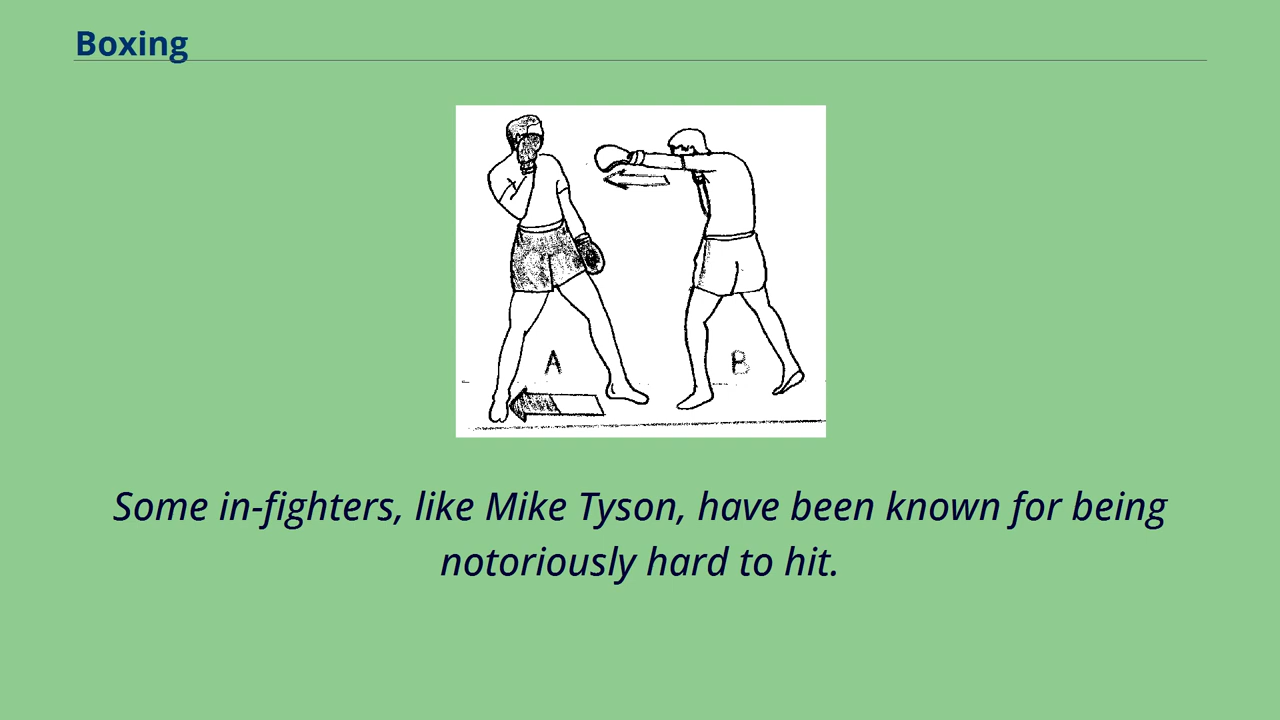 Boxing
A
B
Some in-fighters, like Mike Tyson, have been known for being
notoriously hard to hit.